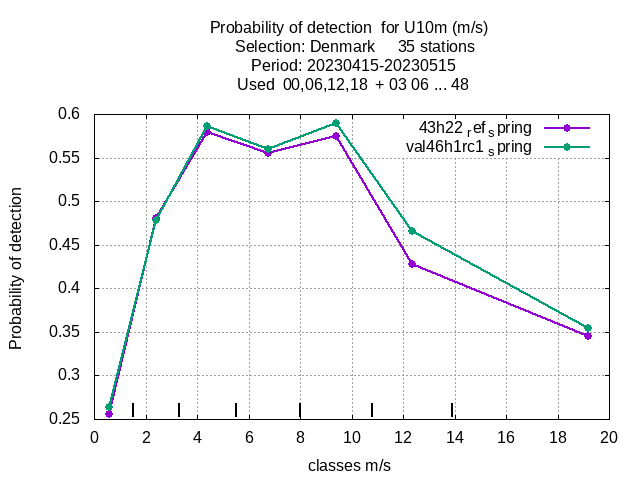 Probability of detection  for U10m (m/s)
Selection: Denmark     35 stations
Period: 20230415-20230515
Used  00,06,12,18  + 03 06 ... 48
0.6
0.55
0.5
0.45
0.4
0.35
0.3
0.25
Probability of detection
43h22 ref spring
val46h1rc1 spring
0 2 4 6 8 10 12 14 16 18 20
classes m/s